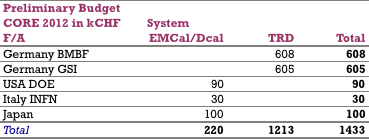 Preliminary Budget
CORE 2012 in kCHF System
F/A EMCal/Dcal TRD Total
Germany BMBF 608 608
Germany GSI 605 605
USA DOE 90 90
Italy INFN 30 30
Japan 100 100
Total 220 1213 1433